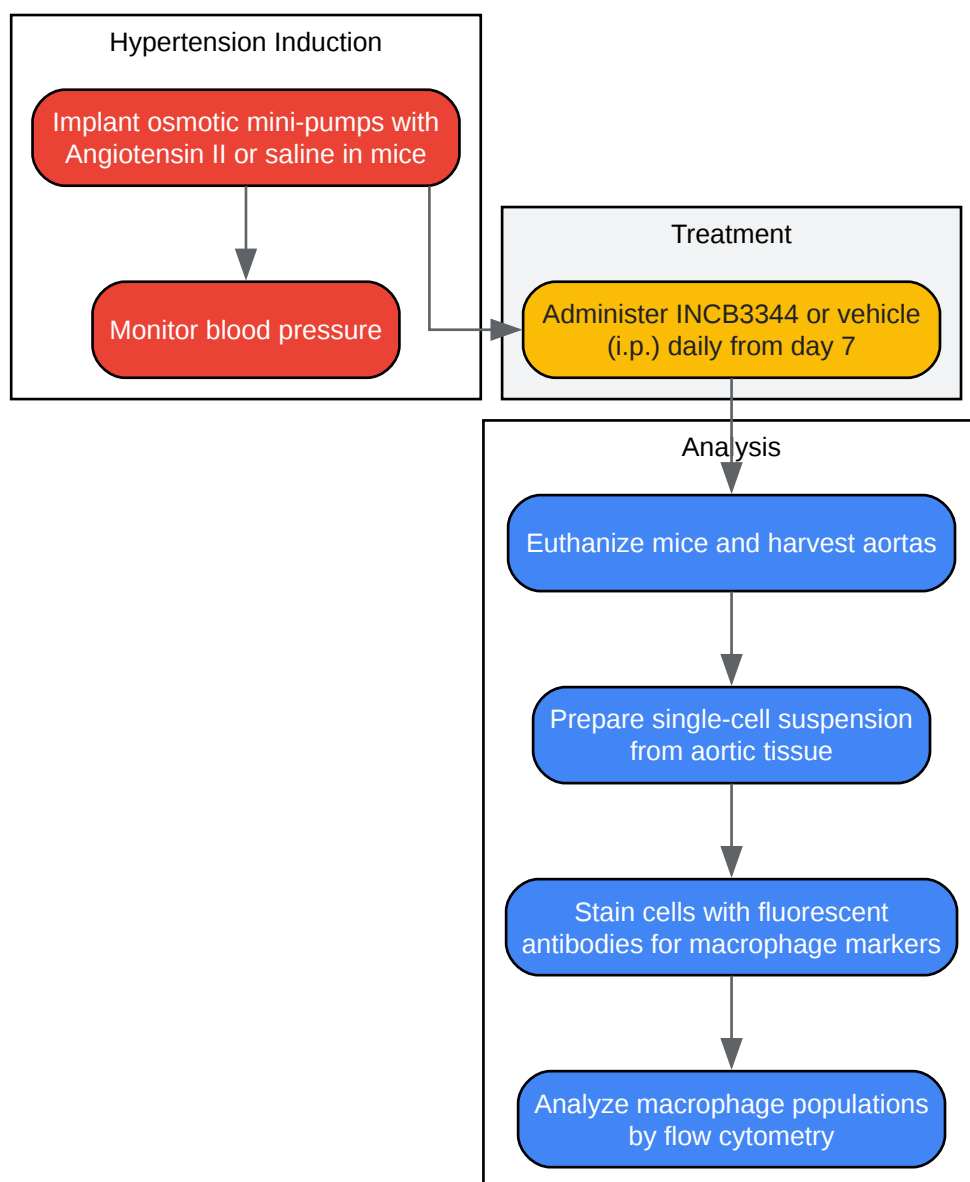 Hypertension Induction
Implant osmotic mini-pumps with
Angiotensin II or saline in mice
Monitor blood pressure
Treatment
Administer INCB3344 or vehicle
(i.p.) daily from day 7
Analysis
Euthanize mice and harvest aortas
Prepare single-cell suspension
from aortic tissue
Stain cells with fluorescent
antibodies for macrophage markers
Analyze macrophage populations
by flow cytometry